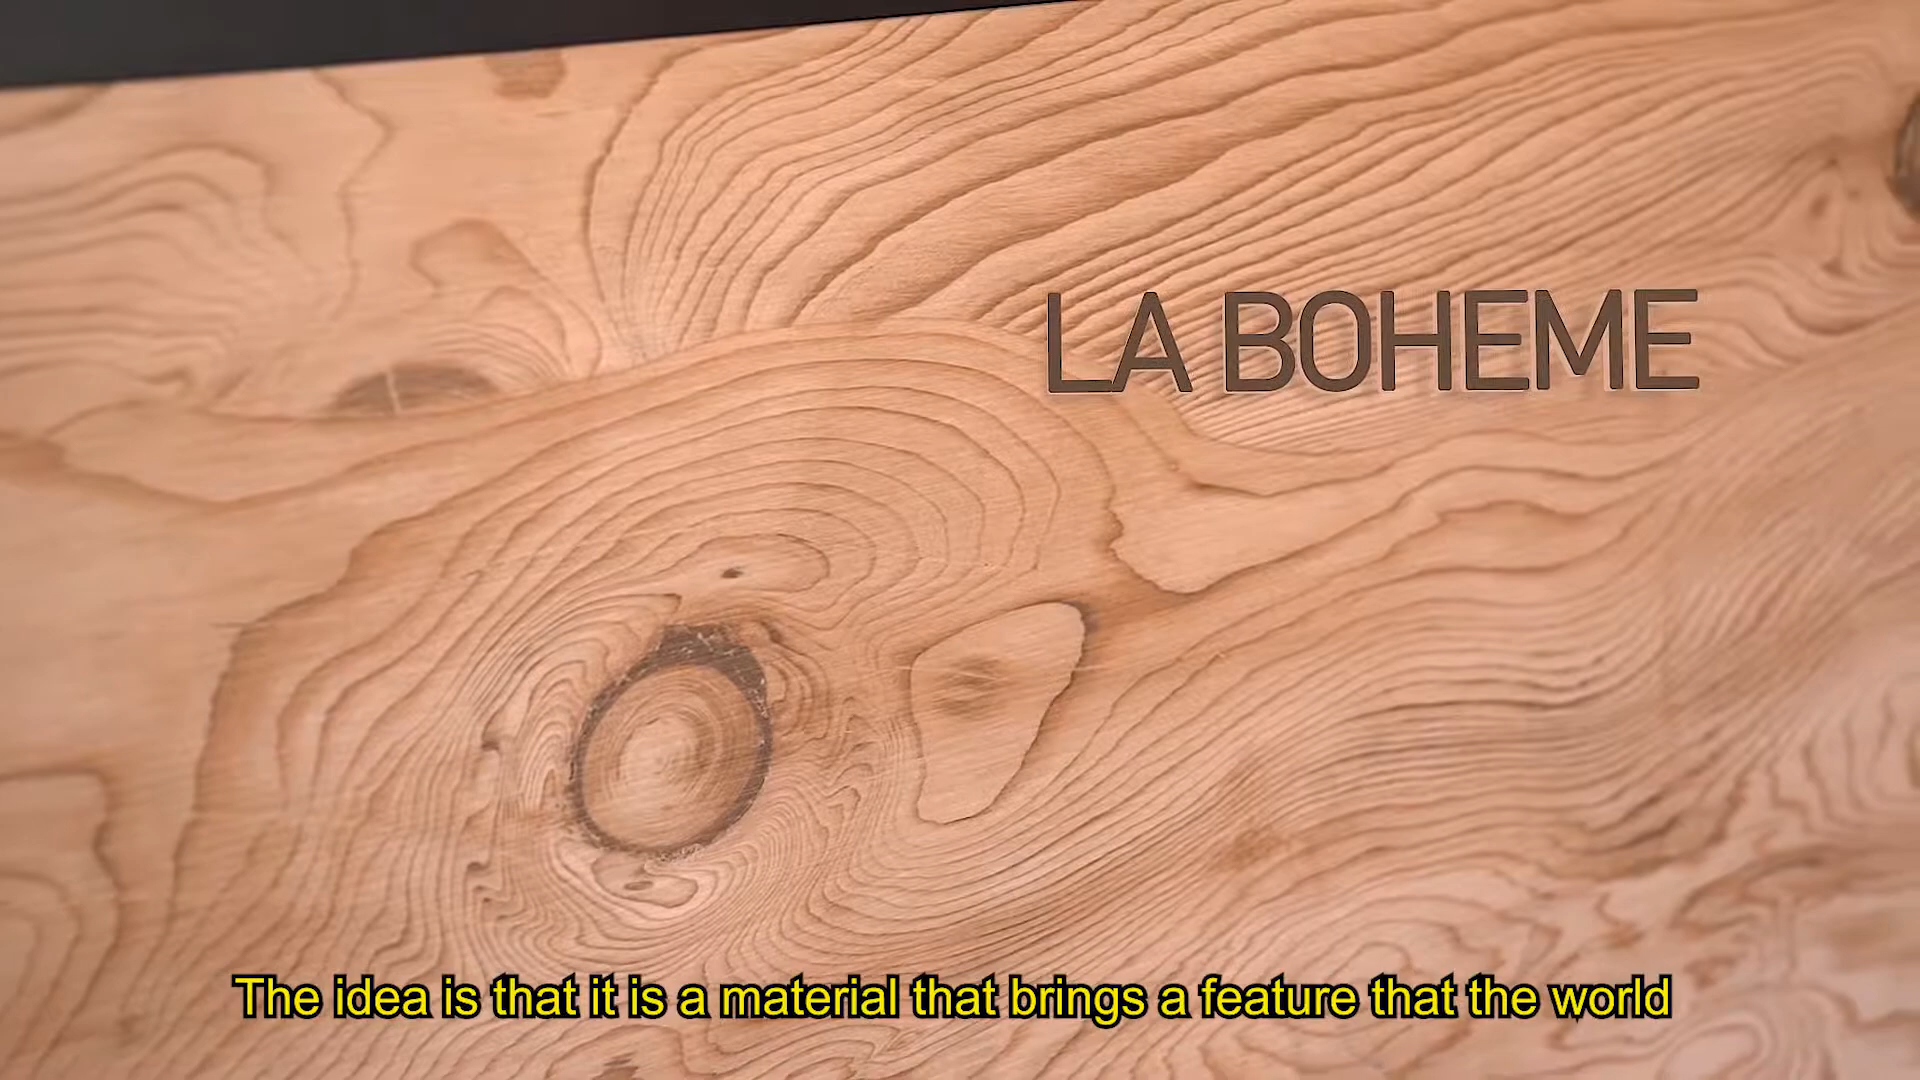 LA BOHEME
The idea is that it is a material that brings a feature that the world